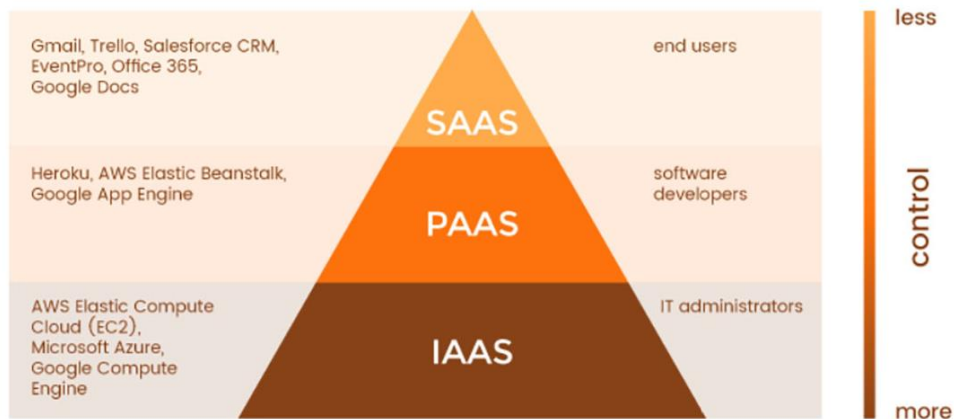 less
Gmail, Trello, Salesforce CRM,
EventPro, Office 365,
Google Docs
SAAS
end users
Heroku, AWS Elastic Beanstalk,
Google App Engine
PAAS
software
developers
control
AWS Elastic Compute
Cloud (EC2),
Microsoft Azure,
Google Compute
Engine
IAAS
IT administrators
more